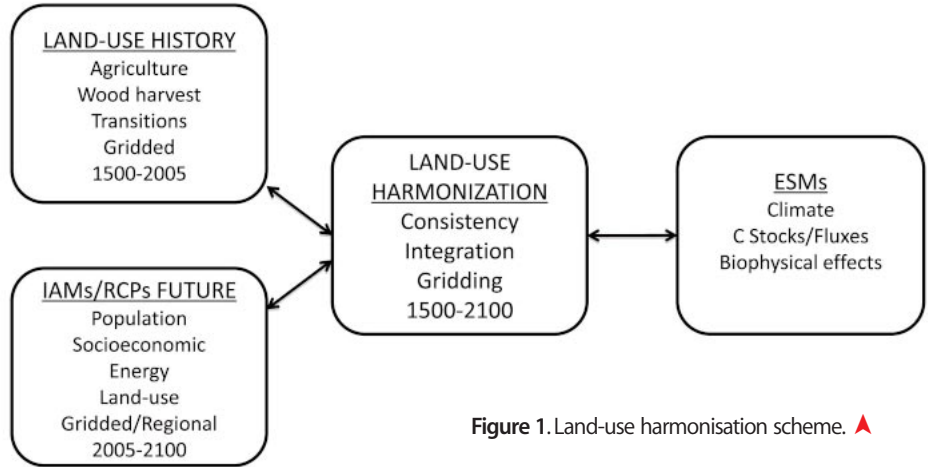 LAND-USE HISTORY
Agriculture
Wood harvest
Transitions
Gridded
1500-2005
IAMs/RCPs FUTURE
Population
Socioeconomic
Energy
Land-use
Gridded/Regional
2005-2100
LAND-USE
HARMONIZATION
Consistency
Integration
Gridding
1500-2100
ESMs
Climate
C Stocks/Fluxes
Biophysical effects
Figure 1. Land-use harmonisation scheme.